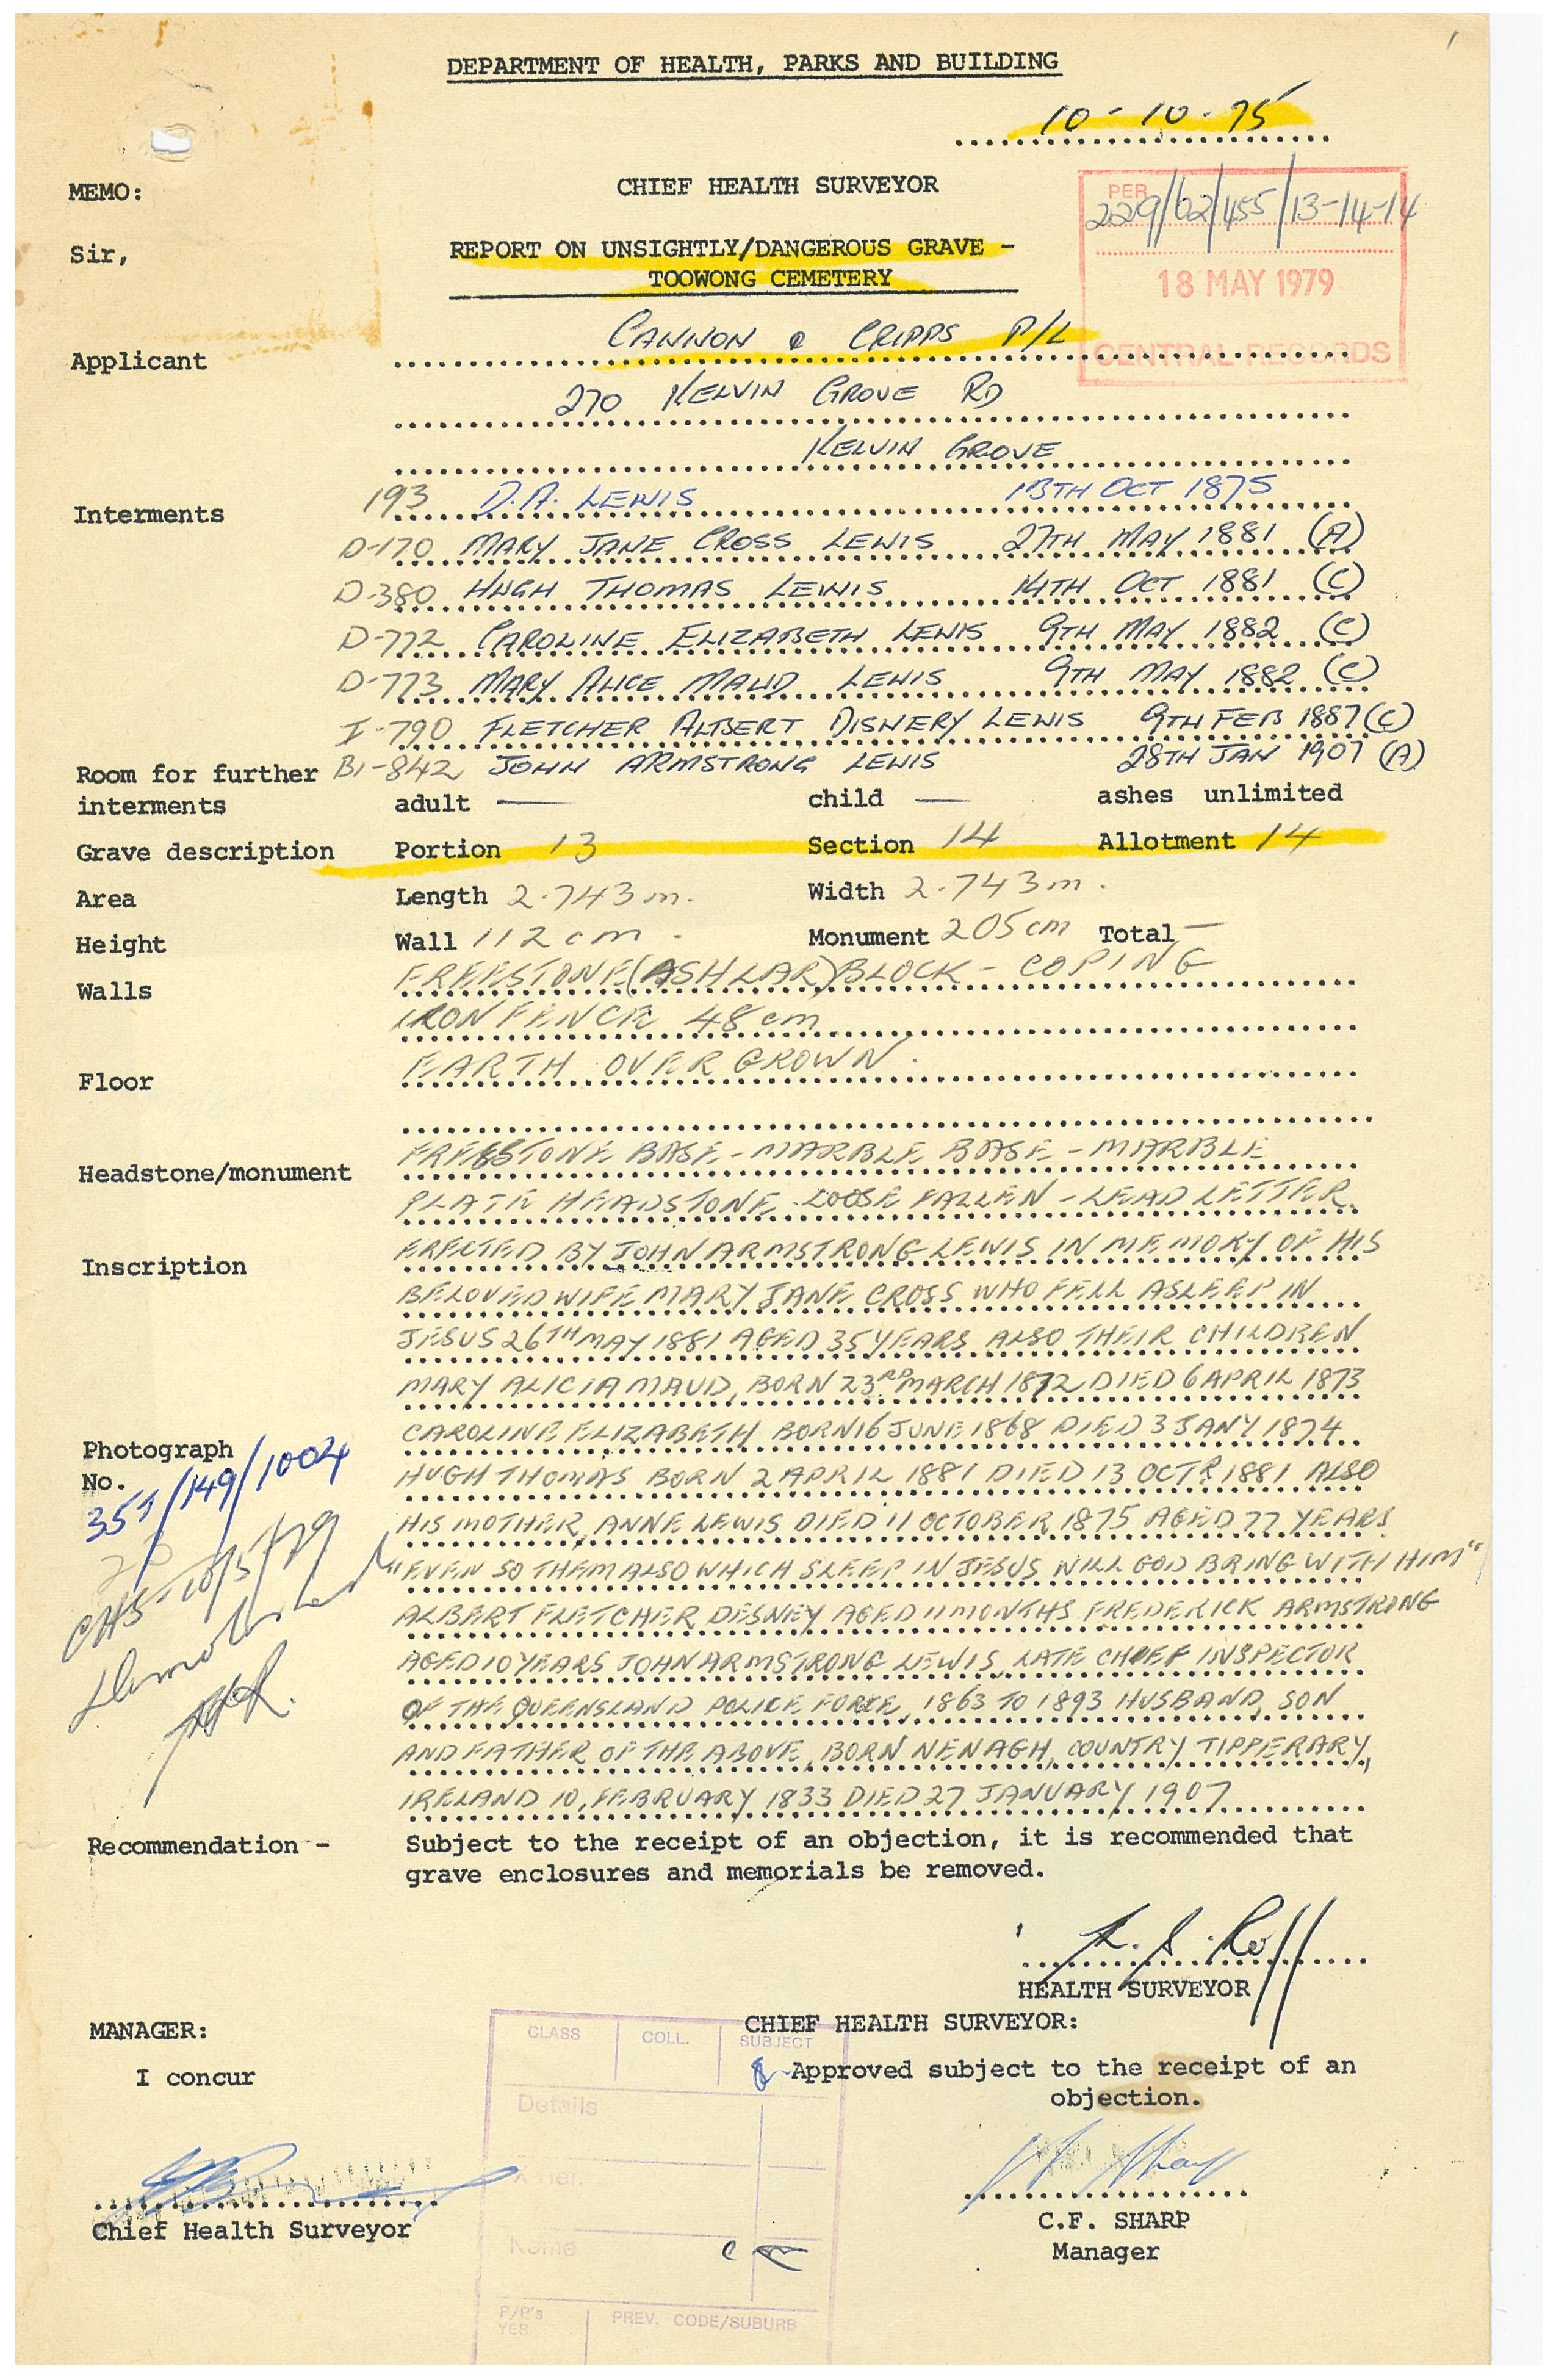 DEPARTMENT OF HEALTH, PARKS AND BUILDING
10-10-75
MEMO:
CHIEF HEALTH SURVEYOR
PER
229/62/455/13-14-14
Sir,
REPORT ON UNSIGHTLY/DANGEROUS GRAVE -
TOOWONG CEMETERY
18 MAY 1979
CENTRAL RECORDS
Applicant CANNON & CRIPPS P/L
270 KELVIN GROVE RD
KELVIN GROVE
Interments 193 D.A. LEWIS 13TH OCT 1875
D-170 MARY JANE CROSS LEWIS 27TH MAY 1881 (A)
D-380 HUGH THOMAS LEWIS 14TH OCT 1881 (C)
D-772 CAROLINE ELIZABETH LEWIS 9TH MAY 1882 (C)
D-773 MARY ALICE MAUD LEWIS 9TH MAY 1882 (C)
I-790 FLETCHER ALBERT DISNERY LEWIS 9TH FEB 1887 (C)
B1-842 JOHN ARMSTRONG LEWIS 28TH JAN 1907 (A)
Room for further
interments adult — child — ashes unlimited
Grave description Portion 13 Section 14 Allotment 14
Area Length 2.743m. Width 2.743m.
Height Wall 112cm. Monument 205cm Total —
Walls FREESTONE (ASHLAR) BLOCK - COPING
IRON FENCE 48cm
Floor EARTH OVERGROWN.
Headstone/monument FREESTONE BASE - MARBLE BASE - MARBLE
PLATE HEADSTONE - LOOSE FALLEN - LEAD LETTER
Inscription ERECTED BY JOHN ARMSTRONG LEWIS IN MEMORY OF HIS
BELOVED WIFE MARY JANE CROSS WHO FELL ASLEEP IN
JESUS 26TH MAY 1881 AGED 35 YEARS ALSO THEIR CHILDREN
MARY ALICIA MAUD, BORN 23RD MARCH 1872 DIED 6 APRIL 1873
CAROLINE ELIZABETH BORN 16 JUNE 1868 DIED 3 JANY 1874
Photograph
No.
357/149/1004
HUGH THOMAS BORN 2 APRIL 1881 DIED 13 OCTR 1881 ALSO
HIS MOTHER, ANNE LEWIS DIED 11 OCTOBER 1875 AGED 77 YEARS
"EVEN SO THEM ALSO WHICH SLEEP IN JESUS WILL GOD BRING WITH HIM"
CHS 10/5/79
ALBERT FLETCHER DESNEY AGED 11 MONTHS FREDERICK ARMSTRONG
AGED 10 YEARS JOHN ARMSTRONG LEWIS, LATE CHIEF INSPECTOR
OF THE QUEENSLAND POLICE FORCE, 1863 TO 1893 HUSBAND, SON
AND FATHER OF THE ABOVE, BORN NENAGH, COUNTRY TIPPERARY,
IRELAND 10, FEBRUARY 1833 DIED 27 JANUARY 1907
Recommendation - Subject to the receipt of an objection, it is recommended that
grave enclosures and memorials be removed.
HEALTH SURVEYOR
MANAGER:
CHIEF HEALTH SURVEYOR:
I concur
Approved subject to the receipt of an
objection.
CLASS COLL. SUBJECT
Details
Name
P/P's
YES
PREV. CODE/SUBURB
Chief Health Surveyor
C.F. SHARP
Manager